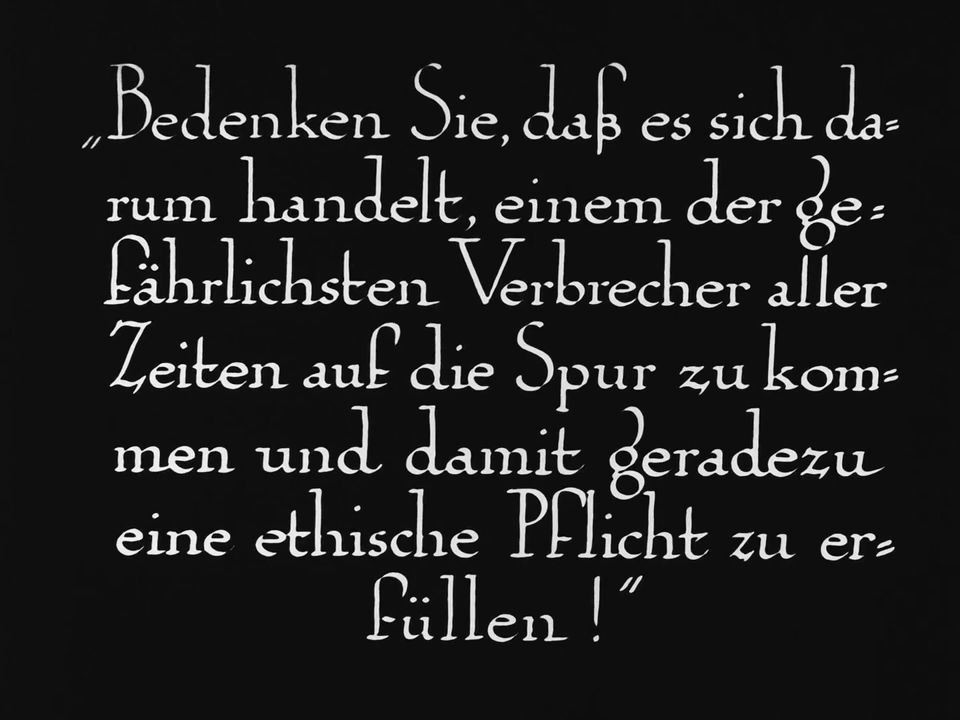 „Bedenken Sie, daß es sich da=
rum handelt, einem der ge=
fährlichsten Verbrecher aller
Zeiten auf die Spur zu kom=
men und damit geradezu
eine ethische Pflicht zu er=
füllen!“